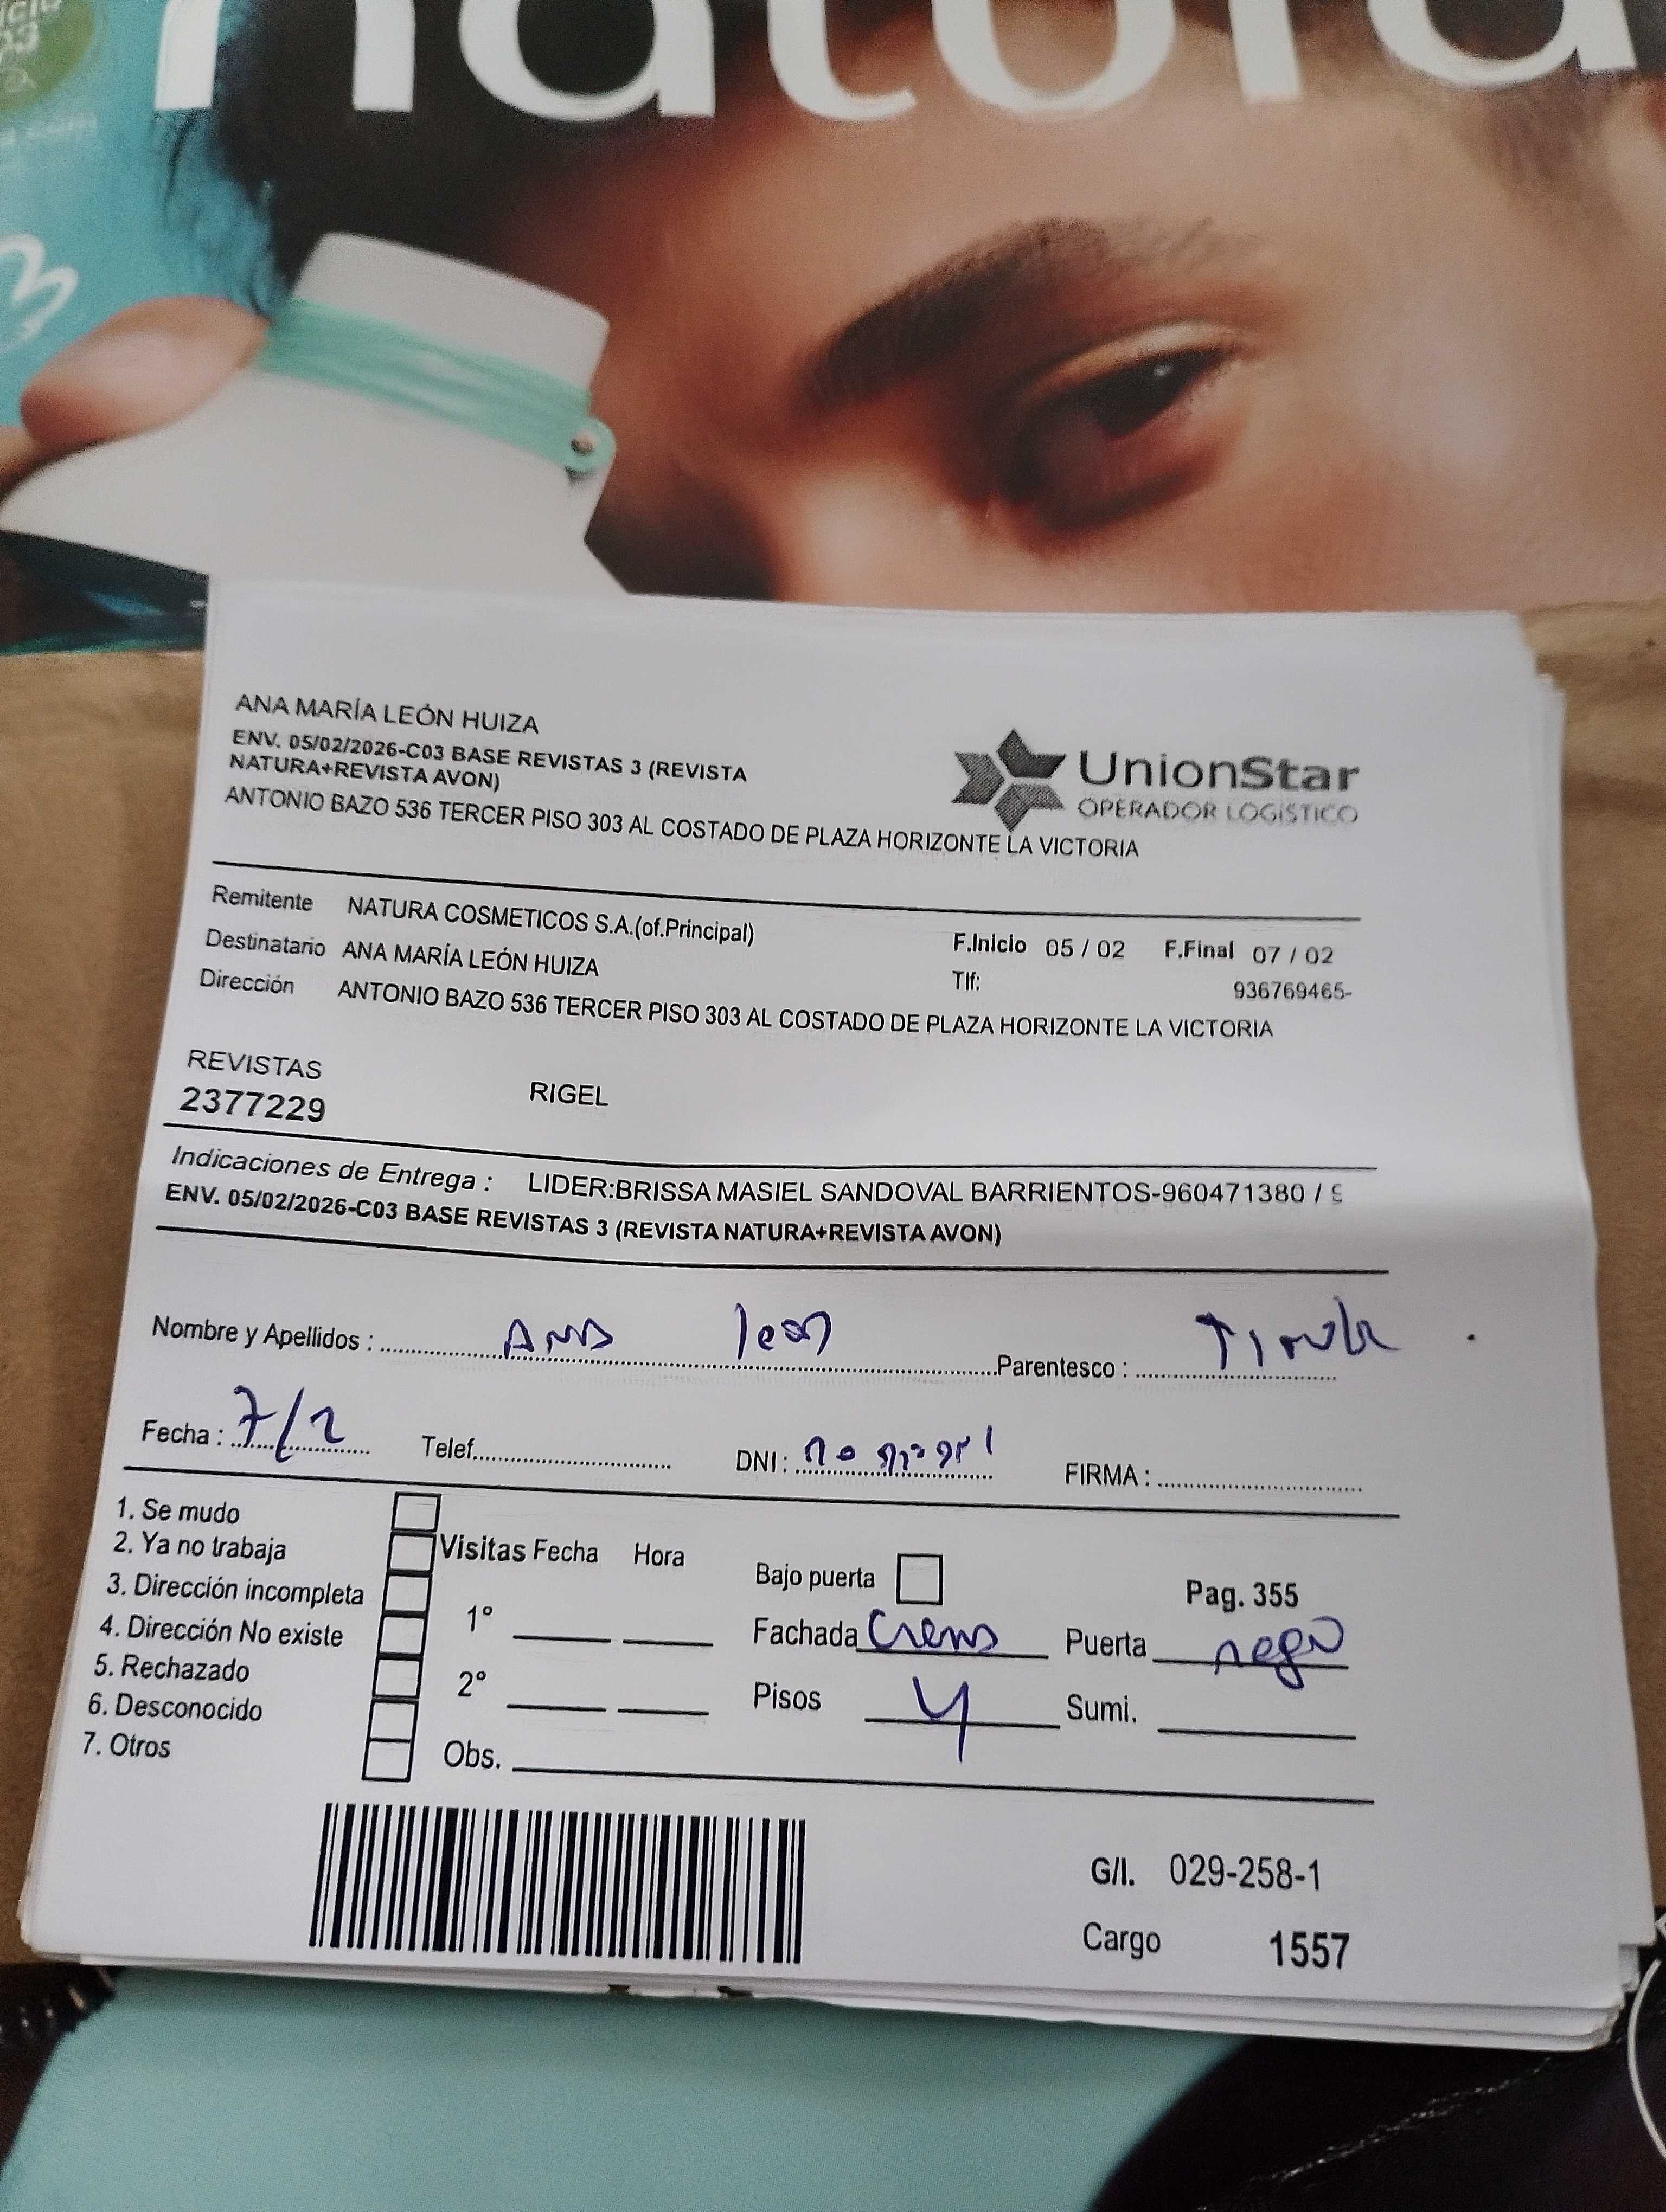 natura
ANA MARÍA LEÓN HUIZA
ENV. 05/02/2026-C03 BASE REVISTAS 3 (REVISTA
NATURA+REVISTA AVON)
ANTONIO BAZO 536 TERCER PISO 303 AL COSTADO DE PLAZA HORIZONTE LA VICTORIA
UnionStar
OPERADOR LOGÍSTICO
Remitente NATURA COSMETICOS S.A.(of.Principal)
Destinatario ANA MARÍA LEÓN HUIZA
F.Inicio 05 / 02 F.Final 07 / 02
Tlf: 936769465-
Dirección ANTONIO BAZO 536 TERCER PISO 303 AL COSTADO DE PLAZA HORIZONTE LA VICTORIA
REVISTAS
2377229 RIGEL
Indicaciones de Entrega : LIDER:BRISSA MASIEL SANDOVAL BARRIENTOS-960471380 / 9
ENV. 05/02/2026-C03 BASE REVISTAS 3 (REVISTA NATURA+REVISTA AVON)
Nombre y Apellidos : Ana leon Parentesco :
Fecha : 7/2 Telef. DNI : no FIRMA :
1. Se mudo
2. Ya no trabaja
3. Dirección incompleta
4. Dirección No existe
5. Rechazado
6. Desconocido
7. Otros
Visitas Fecha Hora
1°
2°
Obs.
Bajo puerta Pag. 355
Fachada Crema Puerta negro
Pisos 4 Sumi.
G/I. 029-258-1
Cargo 1557